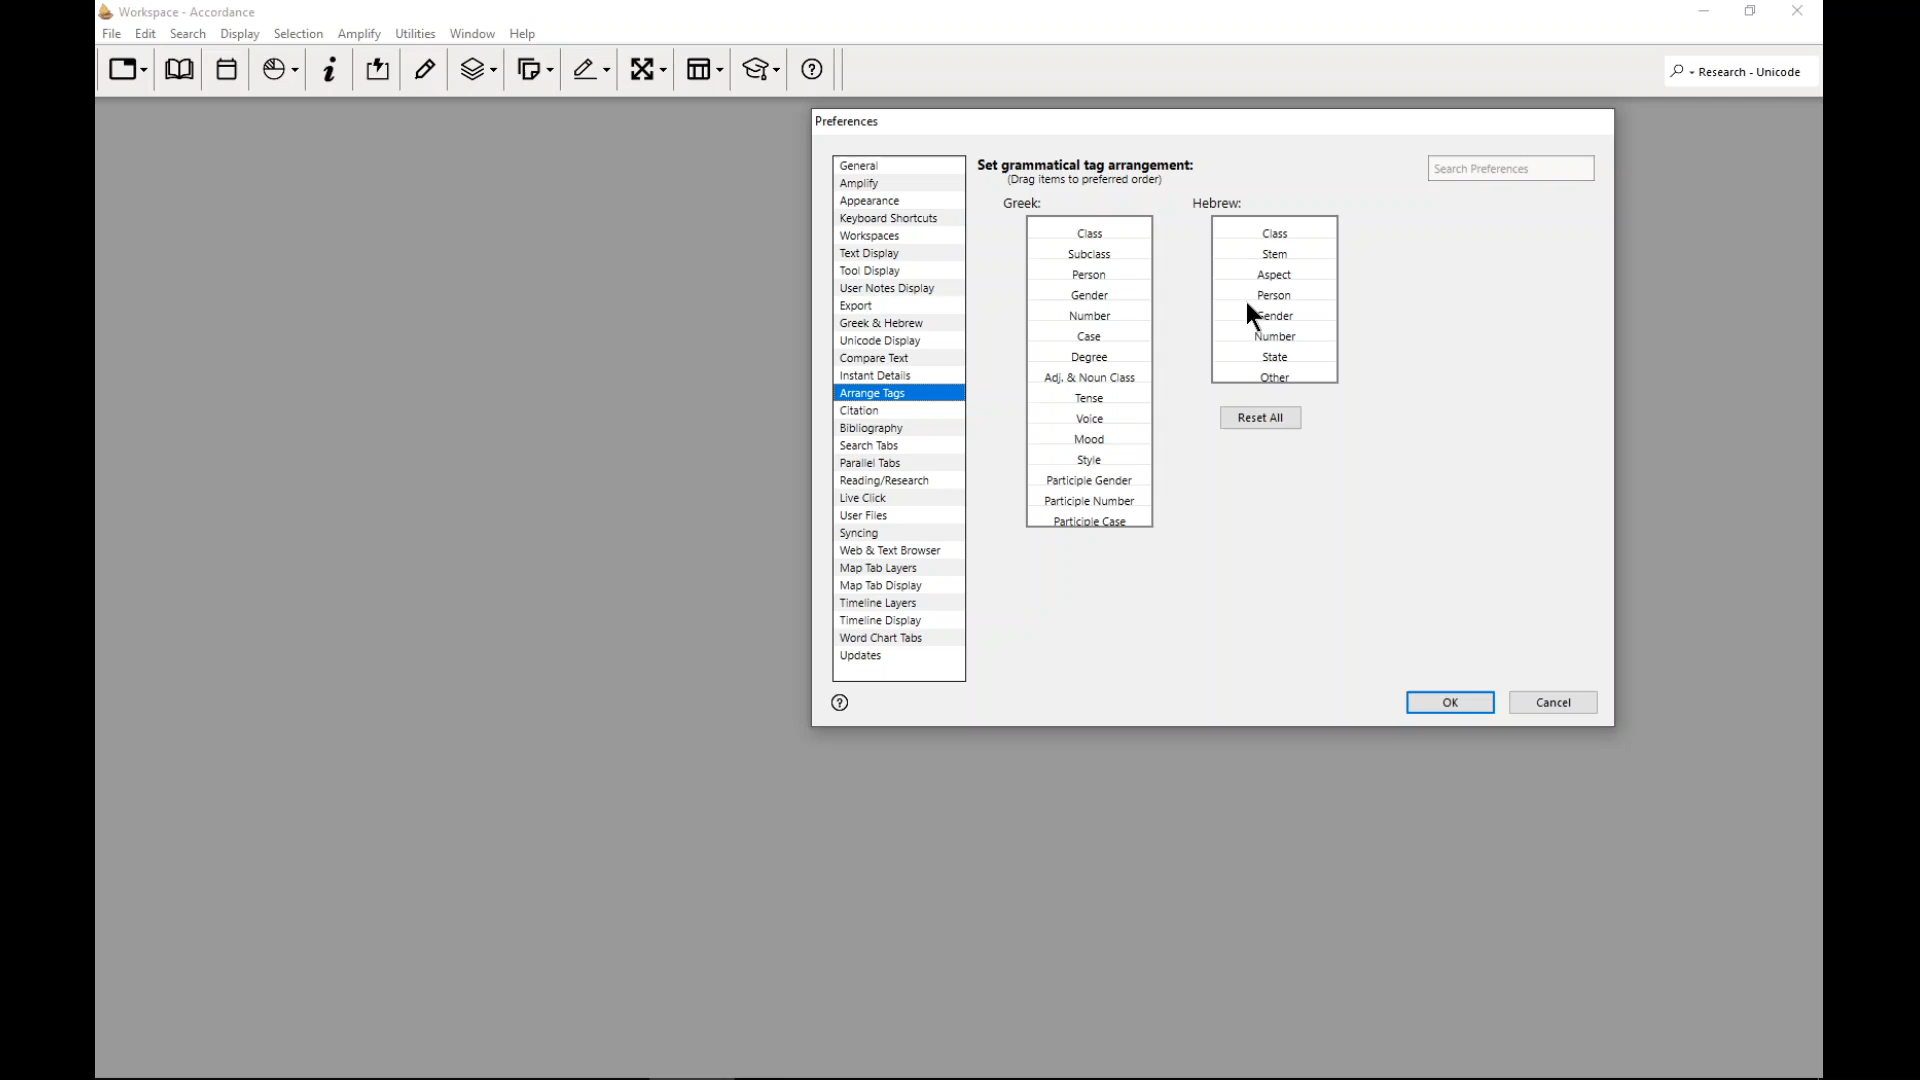 Workspace - Accordance
File Edit Search Display Selection Amplify Utilities Window Help
Research - Unicode
Preferences
General
Amplify
Appearance
Keyboard Shortcuts
Workspaces
Text Display
Tool Display
User Notes Display
Export
Greek & Hebrew
Unicode Display
Compare Text
Instant Details
Arrange Tags
Citation
Bibliography
Search Tabs
Parallel Tabs
Reading/Research
Live Click
User Files
Syncing
Web & Text Browser
Map Tab Layers
Map Tab Display
Timeline Layers
Timeline Display
Word Chart Tabs
Updates
Set grammatical tag arrangement:
(Drag items to preferred order)
Search Preferences
Greek:
Class
Subclass
Person
Gender
Number
Case
Degree
Adj. & Noun Class
Tense
Voice
Mood
Style
Participle Gender
Participle Number
Participle Case
Hebrew:
Class
Stem
Aspect
Person
Gender
Number
State
Other
Reset All
OK
Cancel